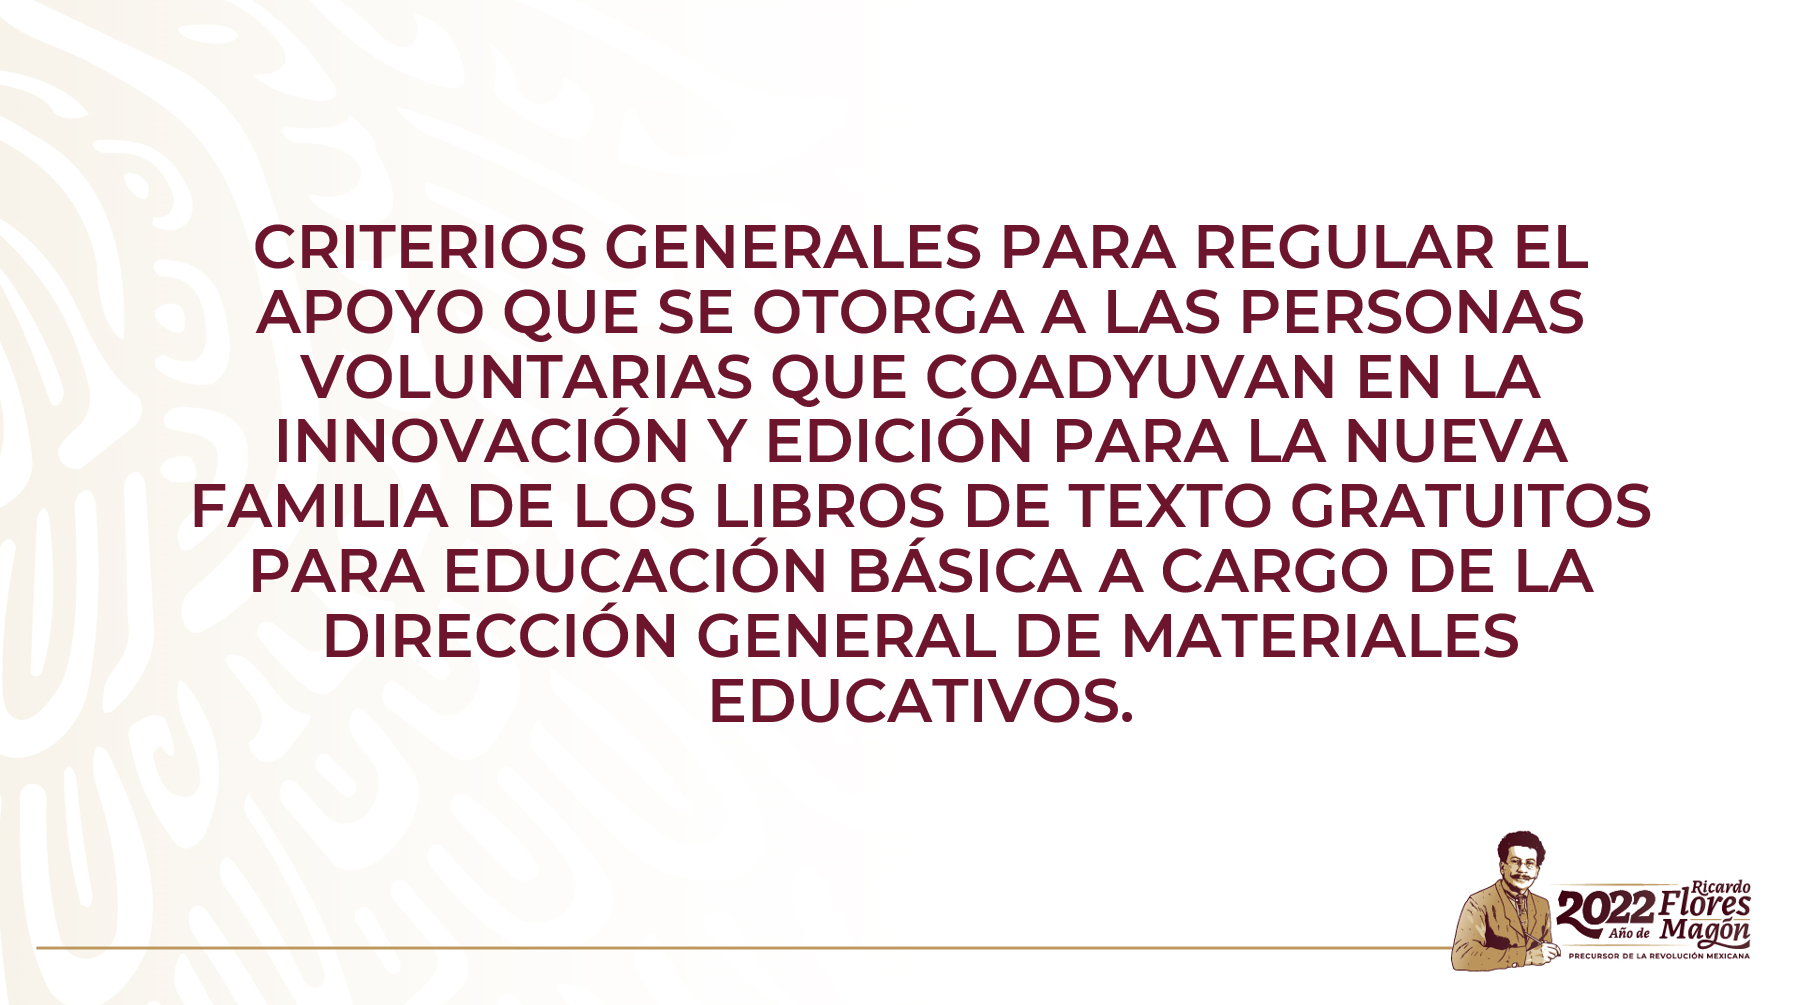 CRITERIOS GENERALES PARA REGULAR EL
APOYO QUE SE OTORGA A LAS PERSONAS
VOLUNTARIAS QUE COADYUVAN EN LA
INNOVACIÓN Y EDICIÓN PARA LA NUEVA
FAMILIA DE LOS LIBROS DE TEXTO GRATUITOS
PARA EDUCACIÓN BÁSICA A CARGO DE LA
DIRECCIÓN GENERAL DE MATERIALES
EDUCATIVOS.
2022
Año de
Ricardo
Flores
Magón
PRECURSOR DE LA REVOLUCIÓN MEXICANA